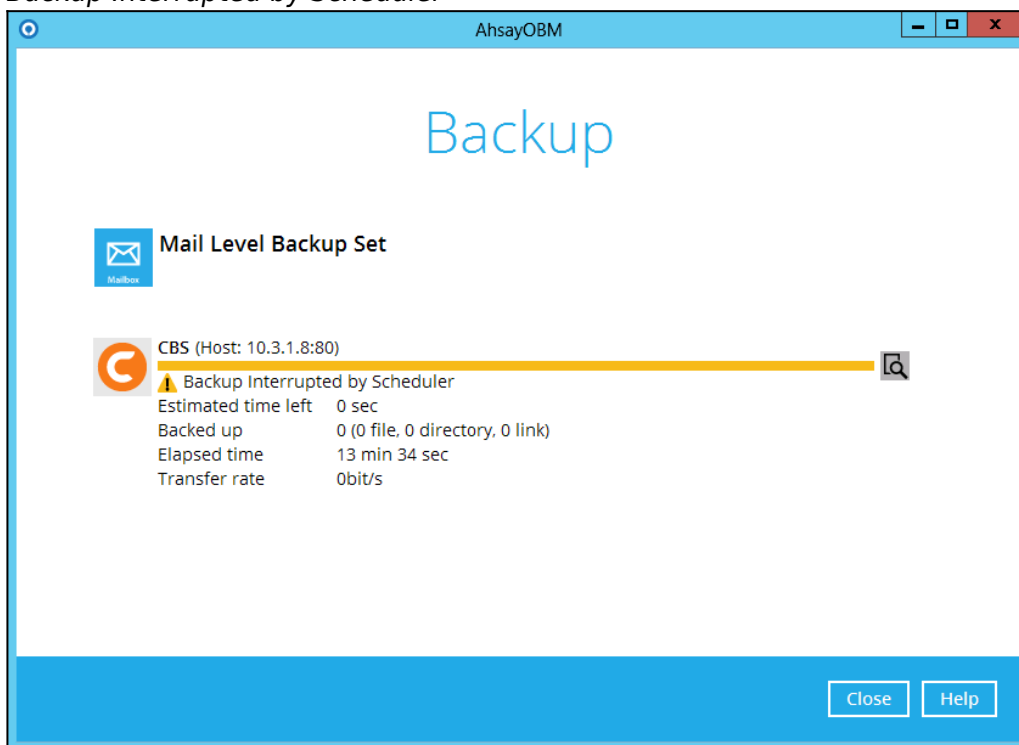 Backup Interrupted by Scheduler
AhsayOBM
Backup
Mail Level Backup Set
Mailbox
CBS (Host: 10.3.1.8:80)
Backup Interrupted by Scheduler
Estimated time left 0 sec
Backed up 0 (0 file, 0 directory, 0 link)
Elapsed time 13 min 34 sec
Transfer rate 0bit/s
Close Help